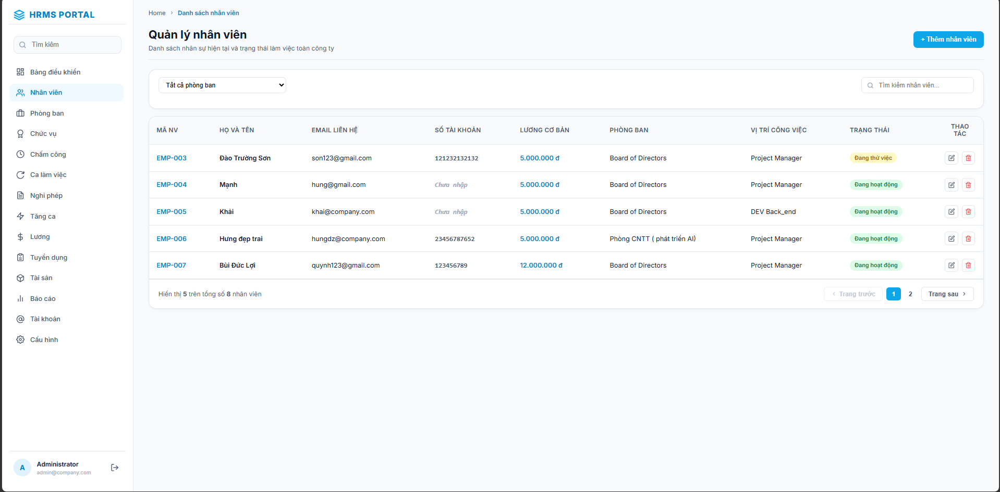 HRMS PORTAL
Tìm kiếm
Bảng điều khiển
Nhân viên
Phòng ban
Chức vụ
Chấm công
Ca làm việc
Nghỉ phép
Tăng ca
Lương
Tuyển dụng
Tài sản
Báo cáo
Tài khoản
Cấu hình
A
Administrator
admin@company.com
Home › Danh sách nhân viên
Quản lý nhân viên
Danh sách nhân sự hiện tại và trạng thái làm việc toàn công ty
+ Thêm nhân viên
Tất cả phòng ban
Tìm kiếm nhân viên...
MÃ NV HỌ VÀ TÊN EMAIL LIÊN HỆ SỐ TÀI KHOẢN LƯƠNG CƠ BẢN PHÒNG BAN VỊ TRÍ CÔNG VIỆC TRẠNG THÁI THAO TÁC
EMP-003 Đào Trường Sơn son123@gmail.com 121232132132 5.000.000 đ Board of Directors Project Manager Đang thử việc
EMP-004 Mạnh hung@gmail.com Chưa nhập 5.000.000 đ Board of Directors Project Manager Đang hoạt động
EMP-005 Khải khai@company.com Chưa nhập 5.000.000 đ Board of Directors DEV Back_end Đang hoạt động
EMP-006 Hưng đẹp trai hungdz@company.com 23456787652 5.000.000 đ Phòng CNTT ( phát triển AI) Project Manager Đang hoạt động
EMP-007 Bùi Đức Lợi quynh123@gmail.com 123456789 12.000.000 đ Board of Directors Project Manager Đang hoạt động
Hiển thị 5 trên tổng số 8 nhân viên
‹ Trang trước 1 2 Trang sau ›